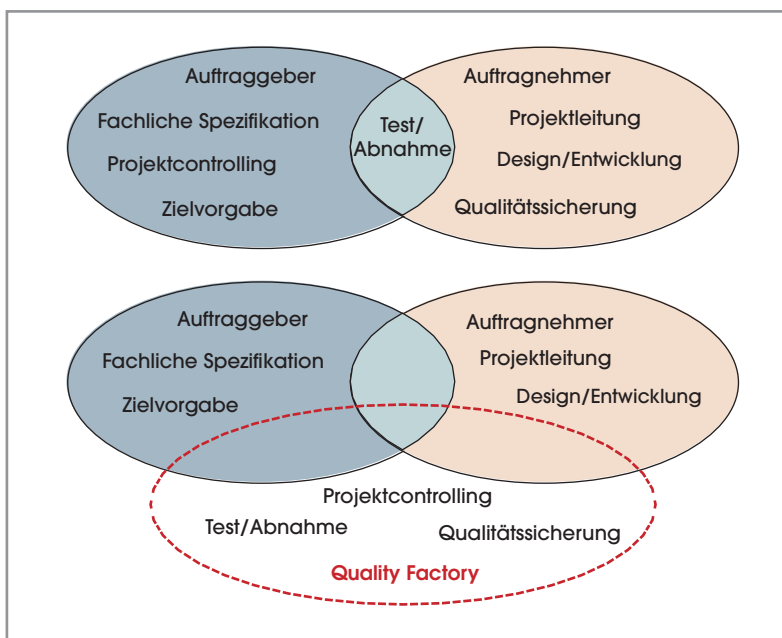 Auftraggeber
Fachliche Spezifikation
Projektcontrolling
Zielvorgabe
Test/
Abnahme
Auftragnehmer
Projektleitung
Design/Entwicklung
Qualitätssicherung
Auftraggeber
Fachliche Spezifikation
Zielvorgabe
Auftragnehmer
Projektleitung
Design/Entwicklung
Projektcontrolling
Test/Abnahme
Qualitätssicherung
Quality Factory